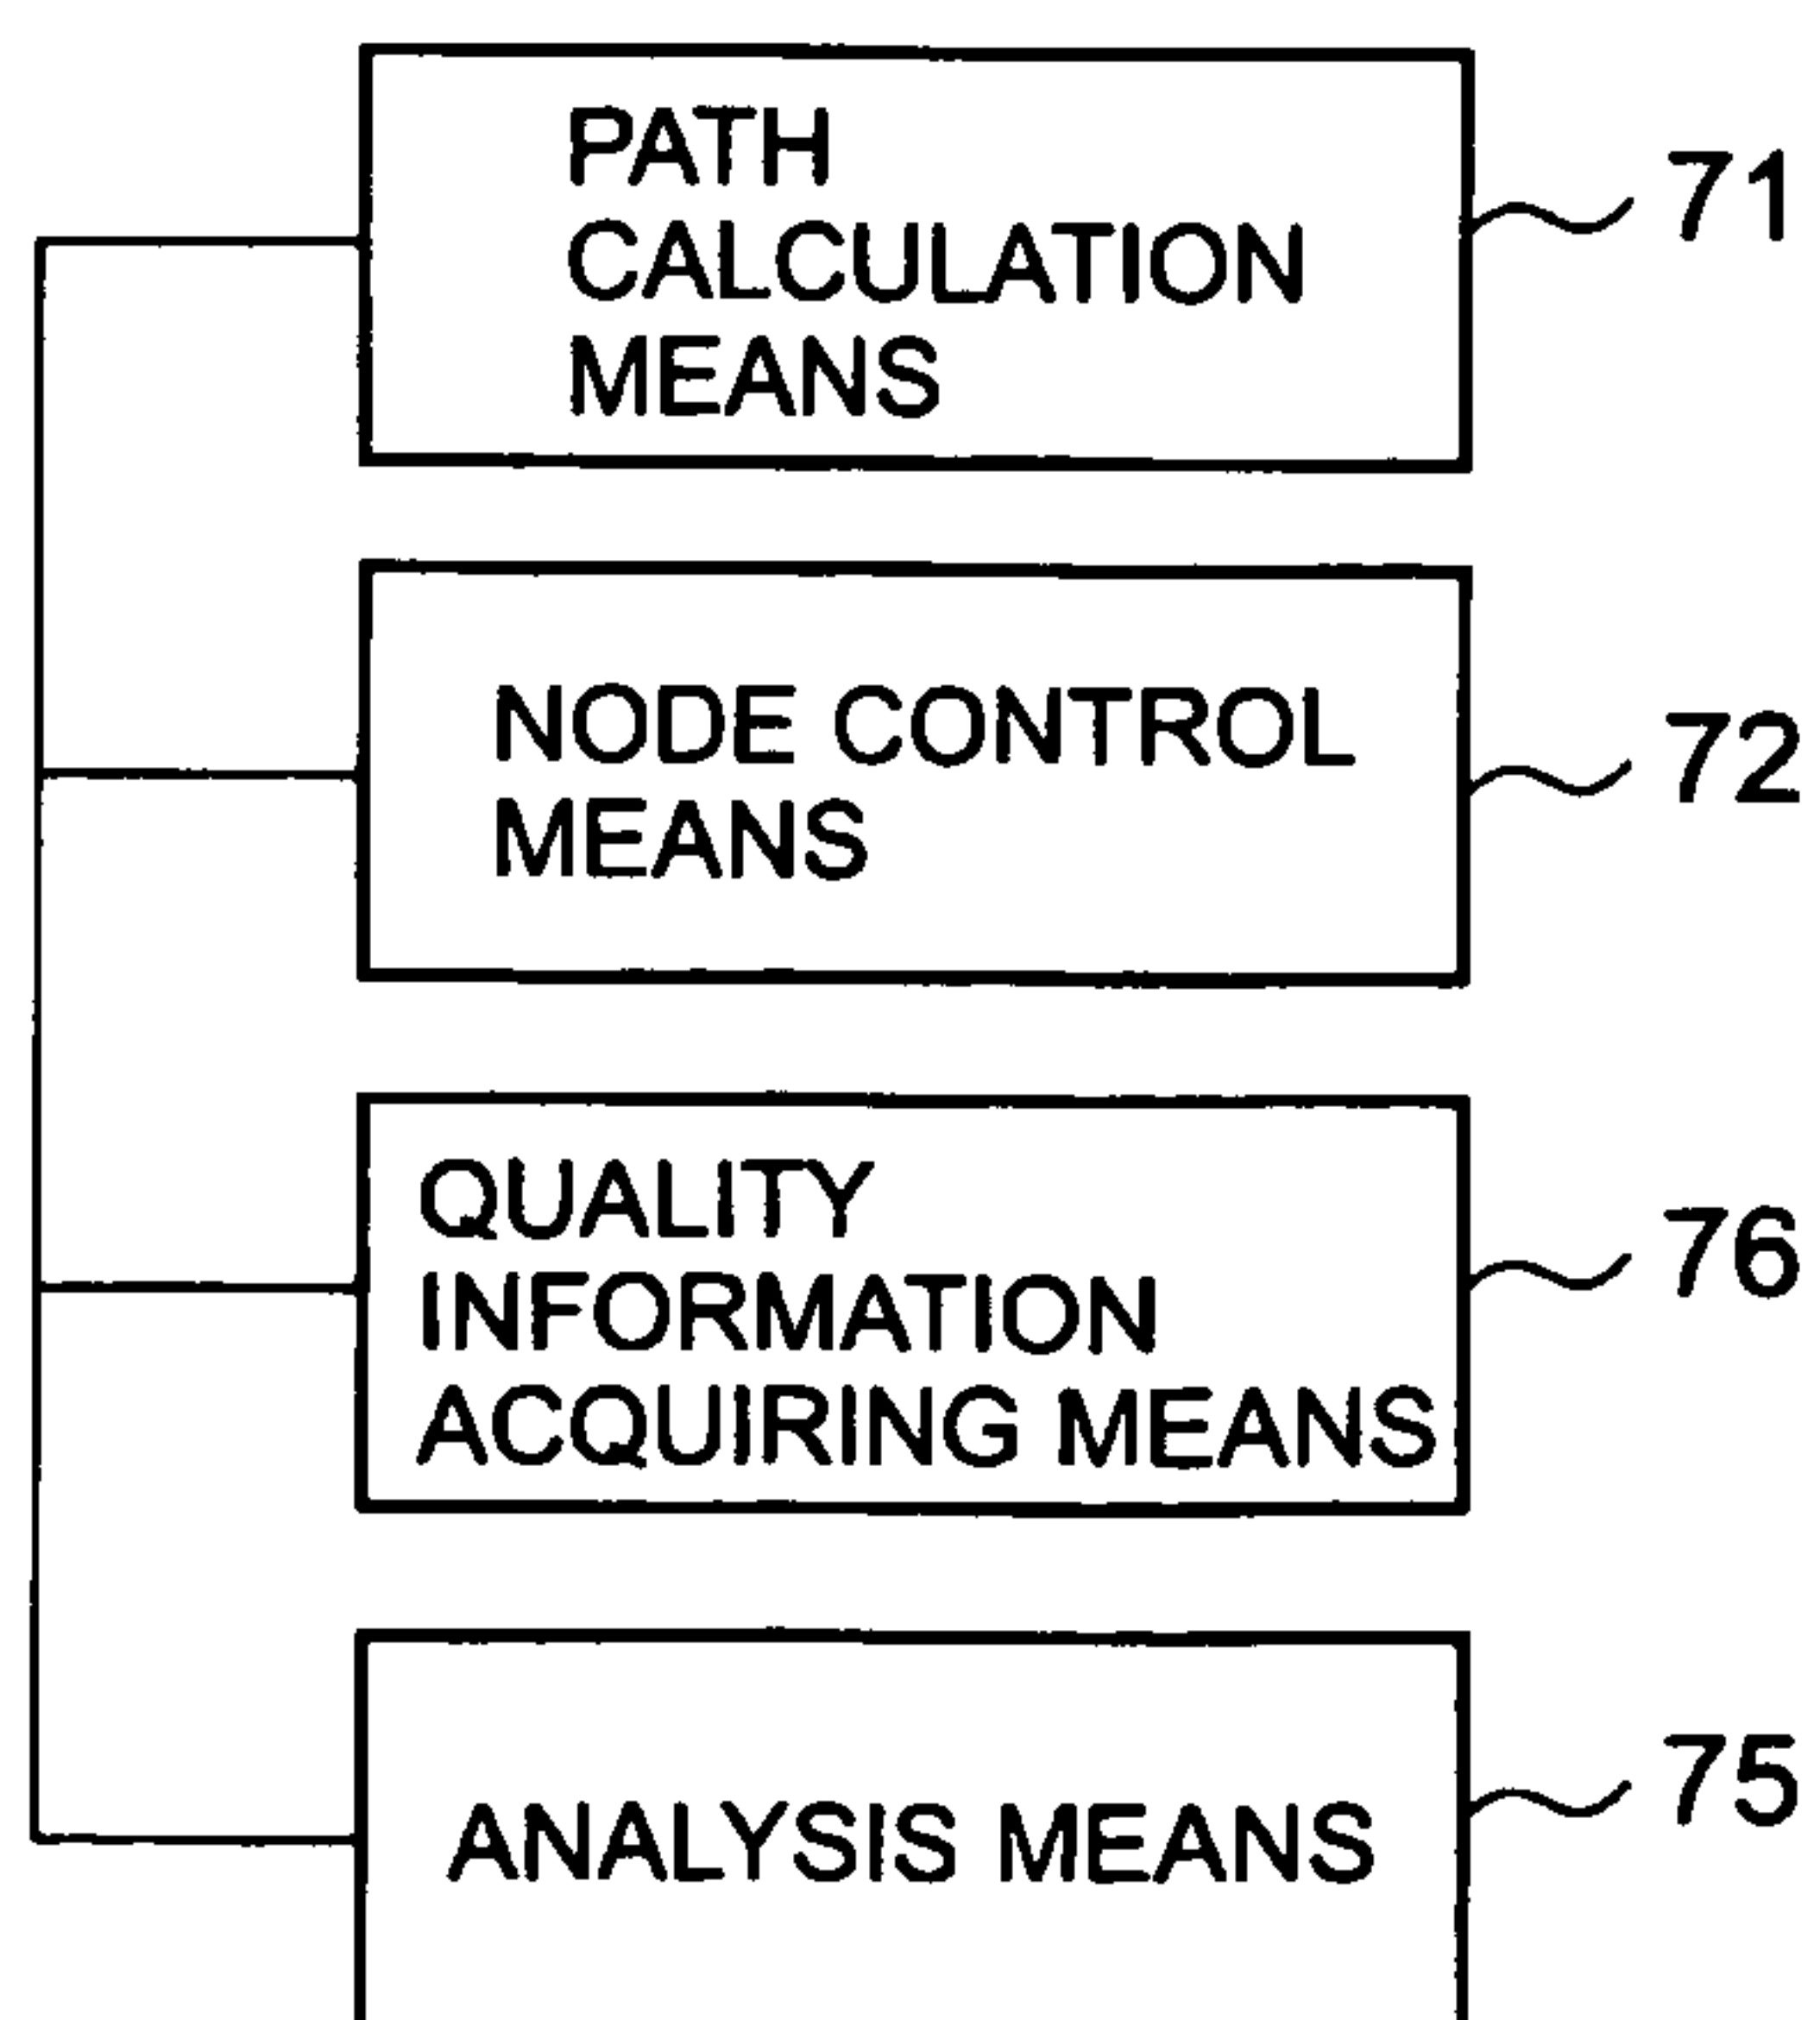 PATH
CALCULATION
MEANS
71
NODE CONTROL
MEANS
72
QUALITY
INFORMATION
ACQUIRING MEANS
76
ANALYSIS MEANS
75